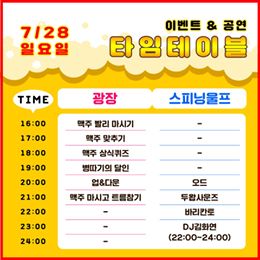 7/28
일요일
이벤트 & 공연
타임테이블
TIME 광장 스피닝울프
16:00 맥주 빨리 마시기 -
17:00 맥주 맞추기 -
18:00 맥주 상식퀴즈 -
19:00 병따기의 달인 -
20:00 업&다운 오드
21:00 맥주 마시고 트름참기 두왑사운즈
22:00 - 바리칸토
23:00 - DJ김화연
24:00 - (22:00~24:00)